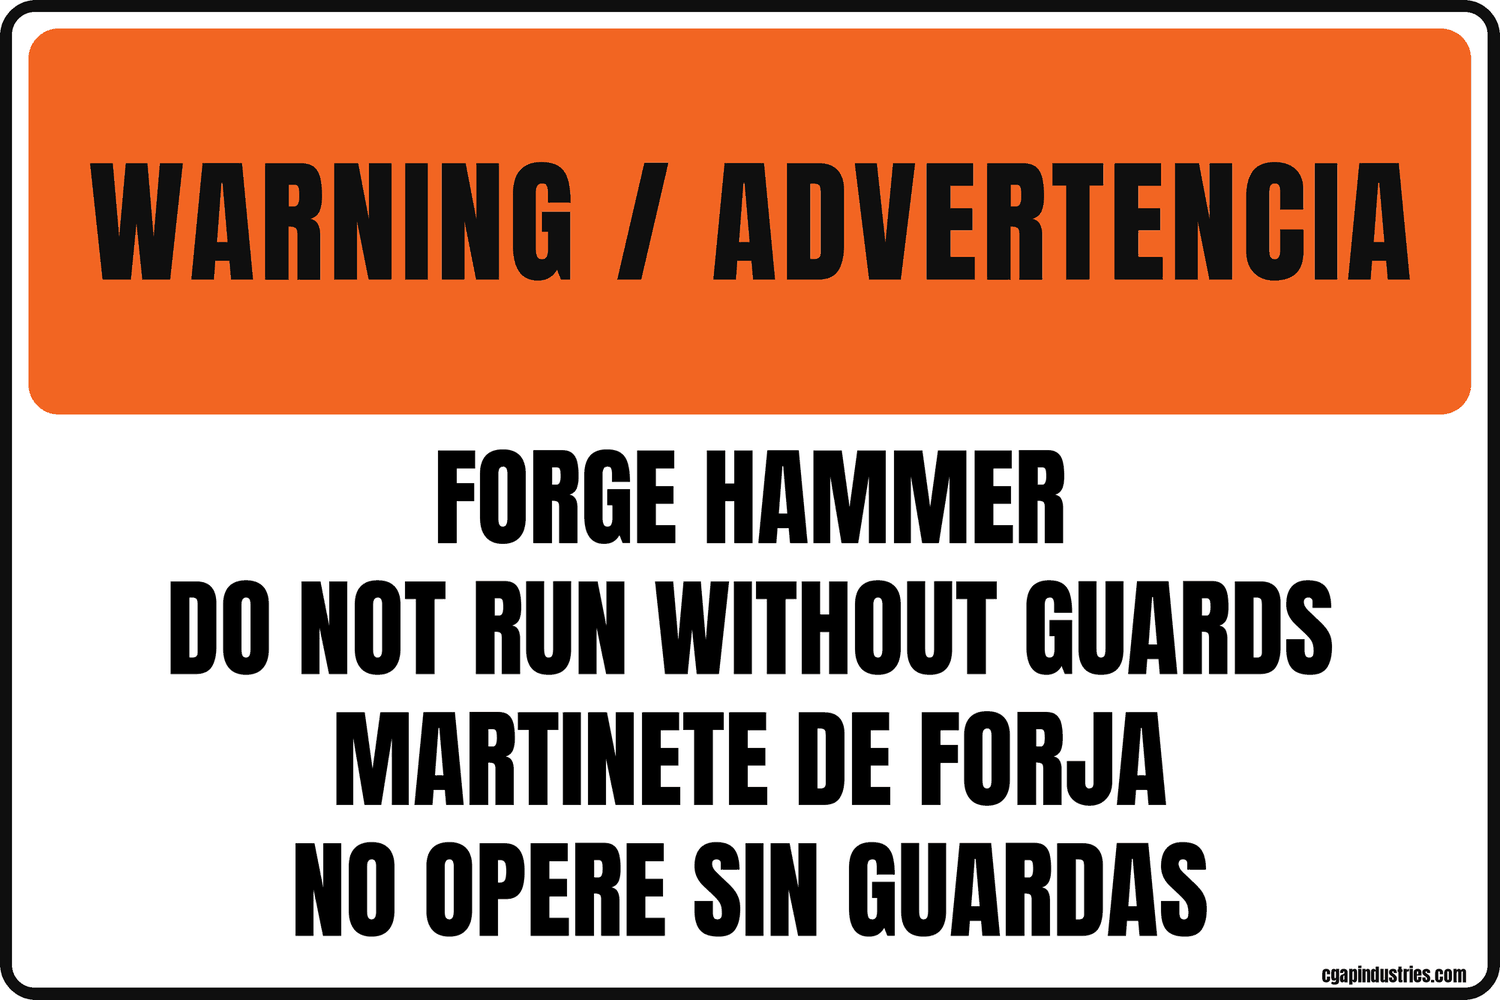 WARNING / ADVERTENCIA
FORGE HAMMER
DO NOT RUN WITHOUT GUARDS
MARTINETE DE FORJA
NO OPERE SIN GUARDAS
cgapindustries.com